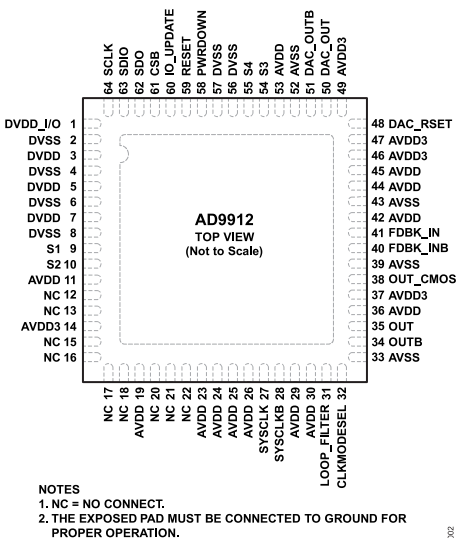 64 SCLK
63 SDIO
62 SDO
61 CSB
60 IO_UPDATE
59 RESET
58 PWRDOWN
57 DVSS
56 DVSS
55 S4
54 S3
53 AVDD
52 AVSS
51 DAC_OUTB
50 DAC_OUT
49 AVDD3
DVDD_I/O 1
DVSS 2
DVDD 3
DVSS 4
DVDD 5
DVSS 6
DVDD 7
DVSS 8
S1 9
S2 10
AVDD 11
NC 12
NC 13
AVDD3 14
NC 15
NC 16
AD9912
TOP VIEW
(Not to Scale)
48 DAC_RSET
47 AVDD3
46 AVDD3
45 AVDD
44 AVDD
43 AVSS
42 AVDD
41 FDBK_IN
40 FDBK_INB
39 AVSS
38 OUT_CMOS
37 AVDD3
36 AVDD
35 OUT
34 OUTB
33 AVSS
NC 17
NC 18
AVDD 19
NC 20
NC 21
NC 22
AVDD 23
AVDD 24
AVDD 25
AVDD 26
SYSCLK 27
SYSCLKB 28
AVDD 29
AVDD 30
LOOP_FILTER 31
CLKMODESEL 32
NOTES
1. NC = NO CONNECT.
2. THE EXPOSED PAD MUST BE CONNECTED TO GROUND FOR
PROPER OPERATION.
002